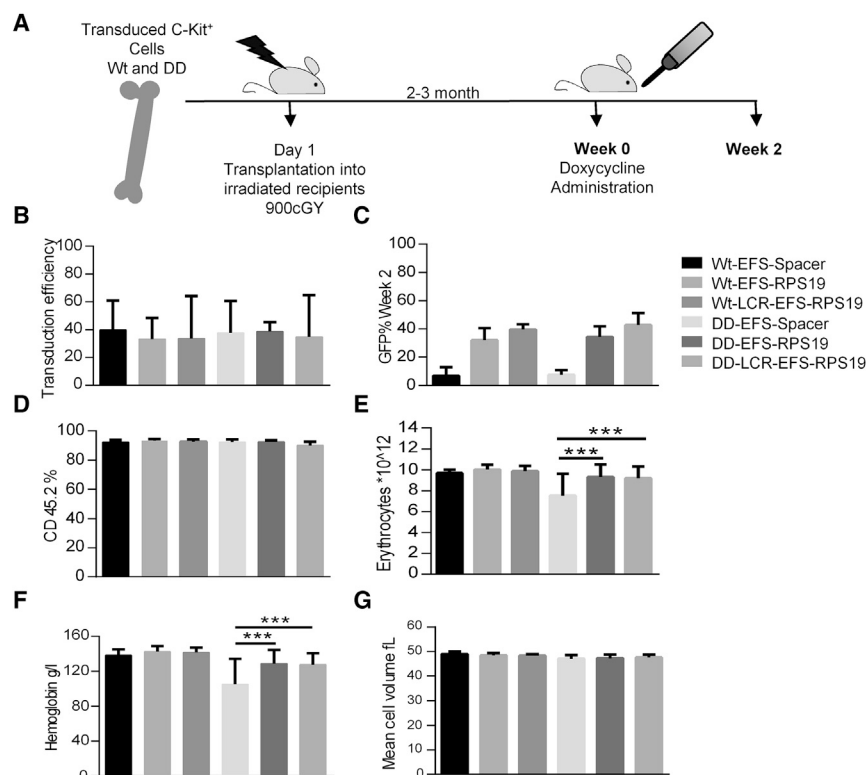 A
Transduced C-Kit+
Cells
Wt and DD
2-3 month
Day 1
Transplantation into
irradiated recipients
900cGY
Week 0
Doxycycline
Administration
Week 2
B
Transduction efficiency
100
80
60
40
20
0
C
GFP% Week 2
100
80
60
40
20
0
Wt-EFS-Spacer
Wt-EFS-RPS19
Wt-LCR-EFS-RPS19
DD-EFS-Spacer
DD-EFS-RPS19
DD-LCR-EFS-RPS19
D
CD 45.2 %
100
80
60
40
20
0
E
Erythrocytes *10^12
14
12
10
8
6
4
2
0
***
***
F
Hemoglobin g/l
160
120
80
40
0
***
***
G
Mean cell volume fL
60
50
40
30
20
10
0